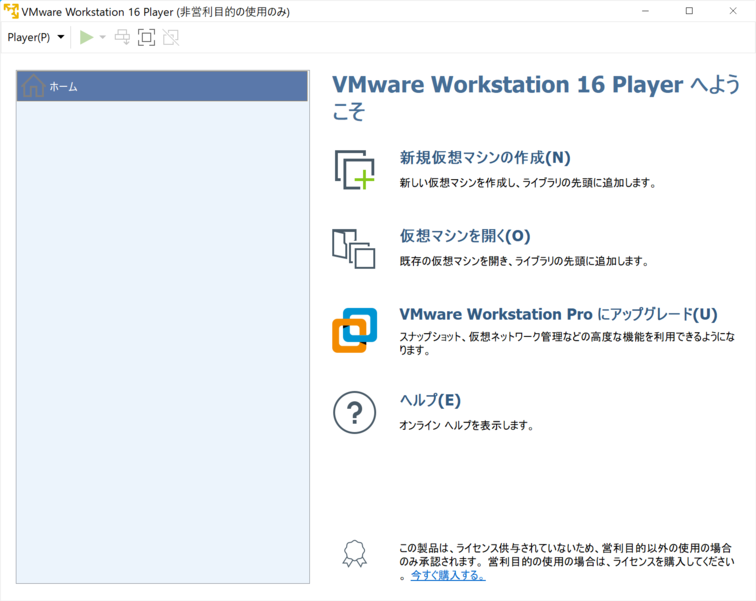 VMware Workstation 16 Player (非営利目的の使用のみ)
Player(P)
ホーム
VMware Workstation 16 Player へよう
こそ
新規仮想マシンの作成(N)
新しい仮想マシンを作成し、ライブラリの先頭に追加します。
仮想マシンを開く(O)
既存の仮想マシンを開き、ライブラリの先頭に追加します。
VMware Workstation Pro にアップグレード(U)
スナップショット、仮想ネットワーク管理などの高度な機能を利用できるようにな
ります。
ヘルプ(E)
オンライン ヘルプを表示します。
この製品は、ライセンス供与されていないため、営利目的以外の使用の場合
のみ承認されます。営利目的の使用の場合は、ライセンスを購入してください
。今すぐ購入する。